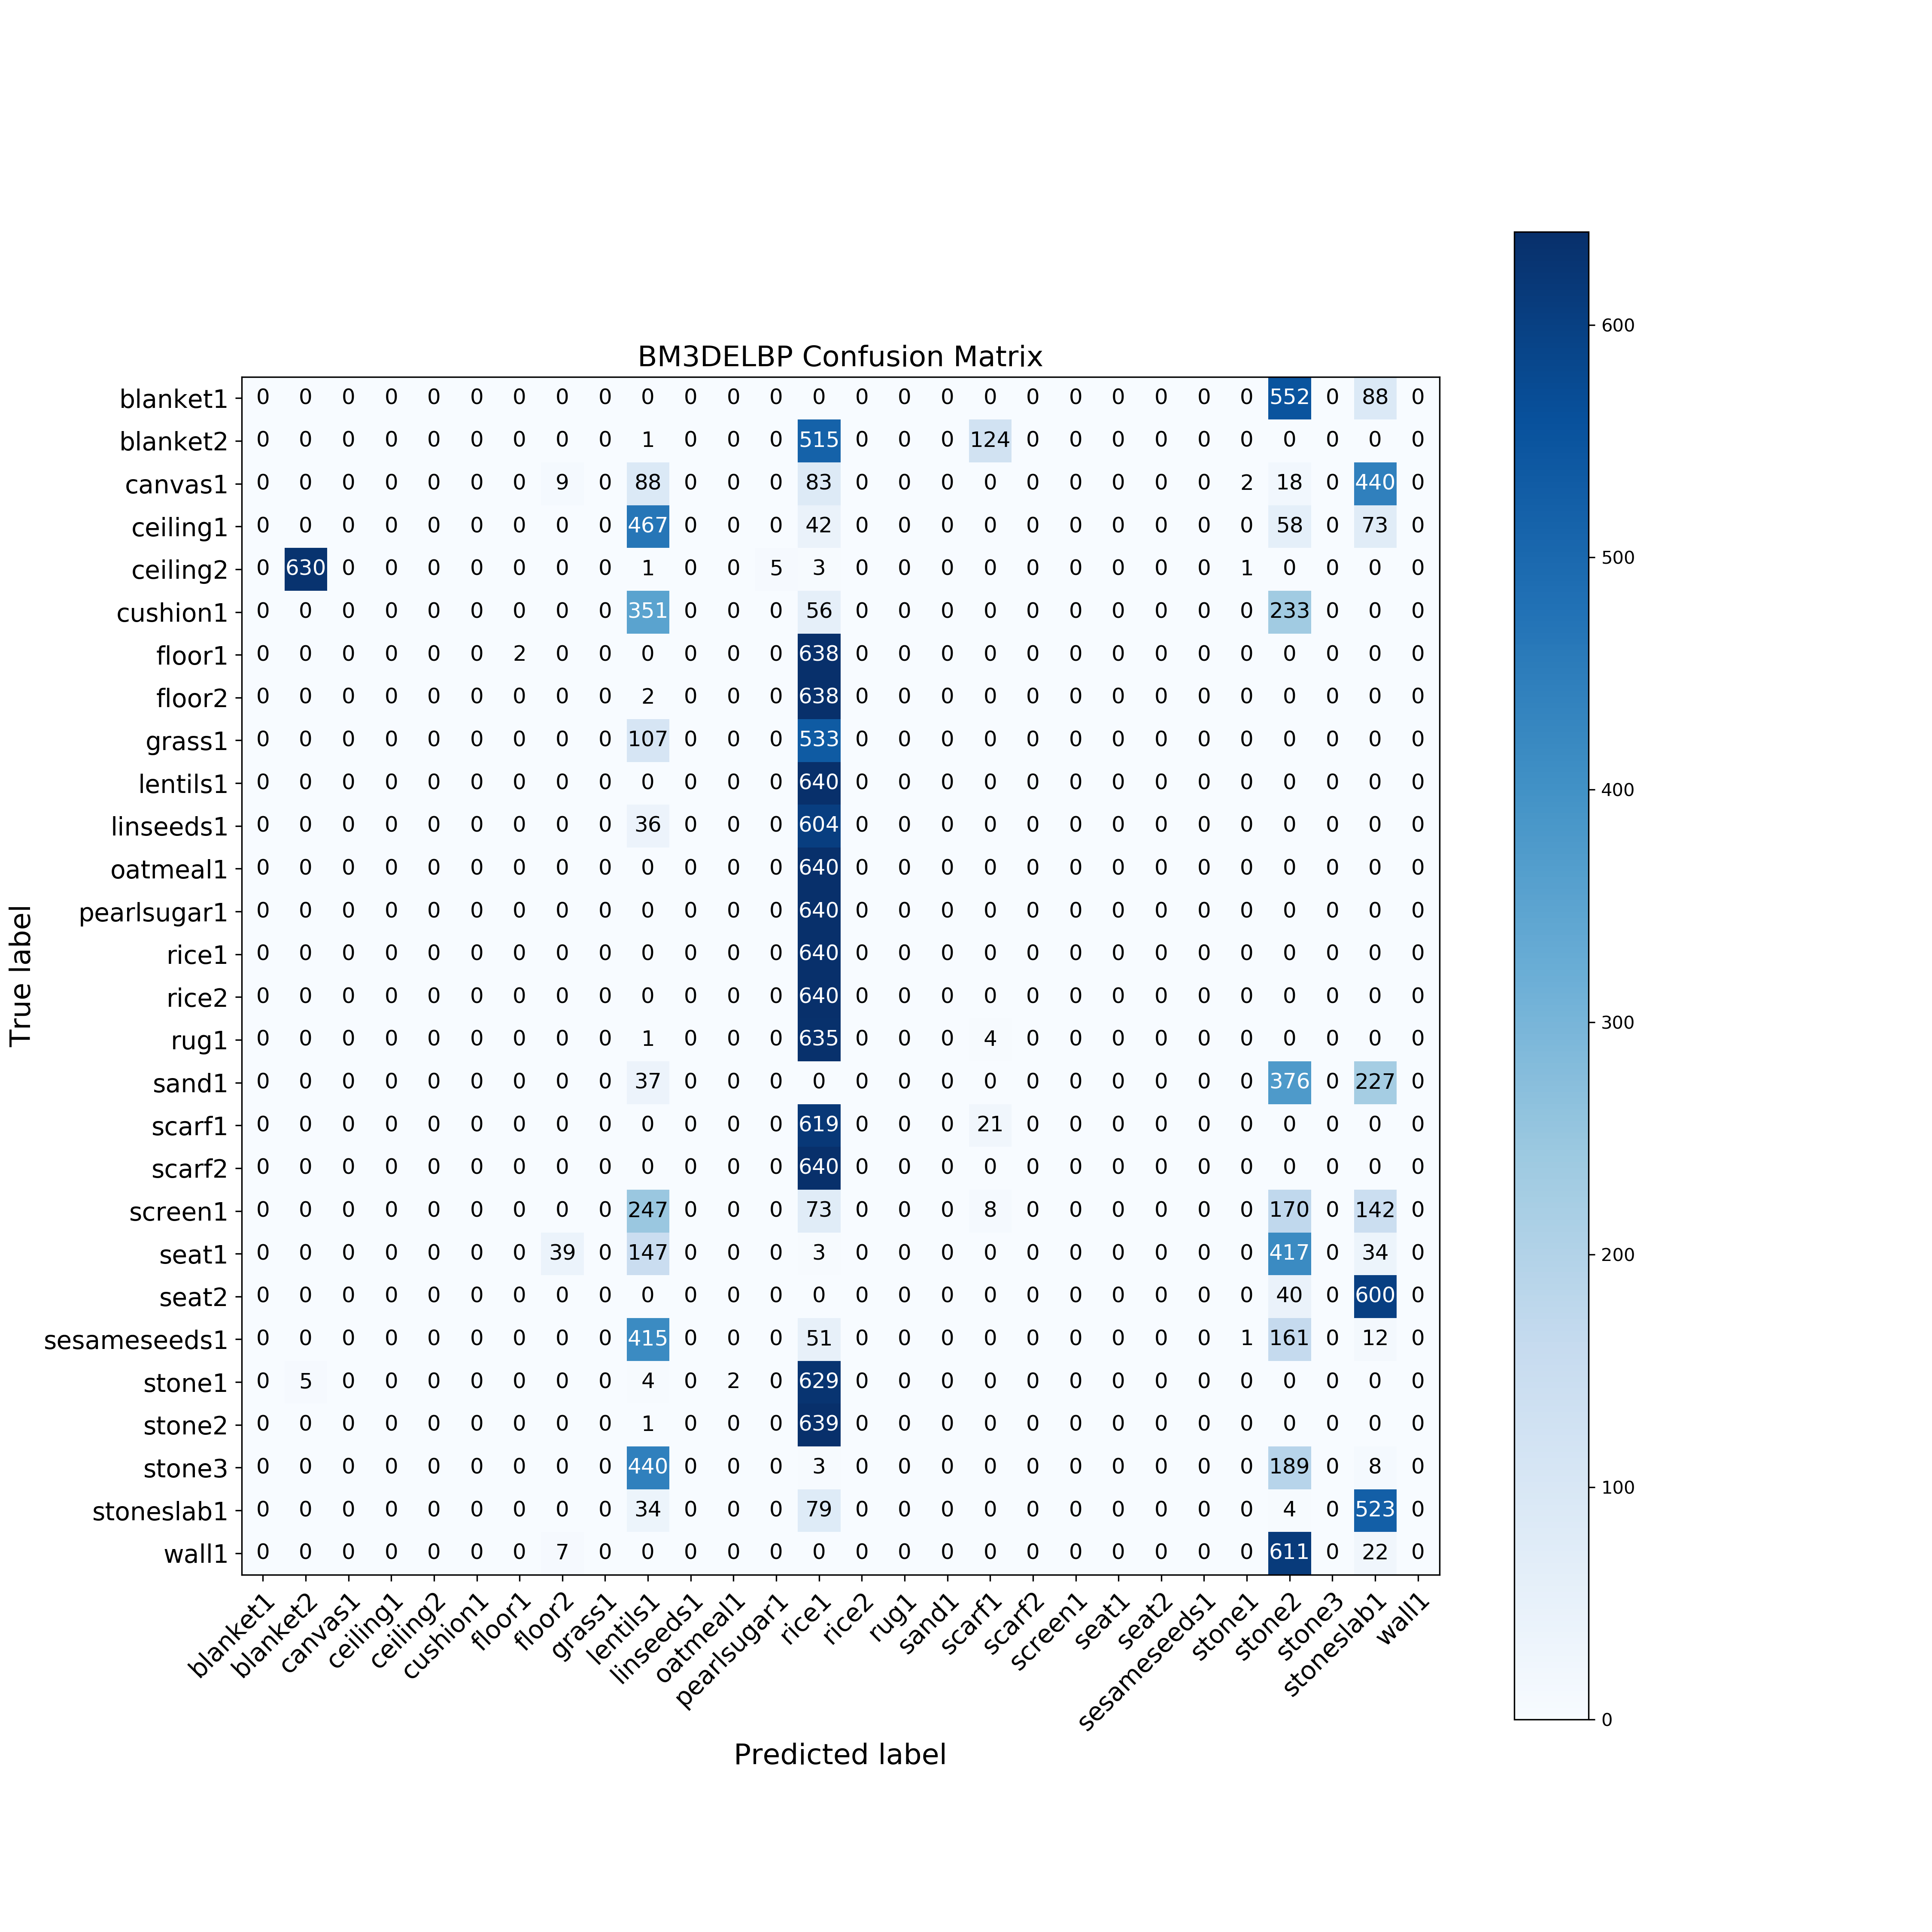 BM3DELBP Confusion Matrix
blanket1 0 0 0 0 0 0 0 0 0 0 0 0 0 0 0 0 0 0 0 0 0 0 0 0 552 0 88 0
blanket2 0 0 0 0 0 0 0 0 0 1 0 0 0 515 0 0 0 124 0 0 0 0 0 0 0 0 0 0
canvas1 0 0 0 0 0 0 0 9 0 88 0 0 0 83 0 0 0 0 0 0 0 0 0 2 18 0 440 0
ceiling1 0 0 0 0 0 0 0 0 0 467 0 0 0 42 0 0 0 0 0 0 0 0 0 0 58 0 73 0
ceiling2 0 630 0 0 0 0 0 0 0 1 0 0 5 3 0 0 0 0 0 0 0 0 0 1 0 0 0 0
cushion1 0 0 0 0 0 0 0 0 0 351 0 0 0 56 0 0 0 0 0 0 0 0 0 0 233 0 0 0
floor1 0 0 0 0 0 0 2 0 0 0 0 0 0 638 0 0 0 0 0 0 0 0 0 0 0 0 0 0
floor2 0 0 0 0 0 0 0 0 0 2 0 0 0 638 0 0 0 0 0 0 0 0 0 0 0 0 0 0
grass1 0 0 0 0 0 0 0 0 0 107 0 0 0 533 0 0 0 0 0 0 0 0 0 0 0 0 0 0
lentils1 0 0 0 0 0 0 0 0 0 0 0 0 0 640 0 0 0 0 0 0 0 0 0 0 0 0 0 0
linseeds1 0 0 0 0 0 0 0 0 0 36 0 0 0 604 0 0 0 0 0 0 0 0 0 0 0 0 0 0
oatmeal1 0 0 0 0 0 0 0 0 0 0 0 0 0 640 0 0 0 0 0 0 0 0 0 0 0 0 0 0
pearlsugar1 0 0 0 0 0 0 0 0 0 0 0 0 0 640 0 0 0 0 0 0 0 0 0 0 0 0 0 0
rice1 0 0 0 0 0 0 0 0 0 0 0 0 0 640 0 0 0 0 0 0 0 0 0 0 0 0 0 0
rice2 0 0 0 0 0 0 0 0 0 0 0 0 0 640 0 0 0 0 0 0 0 0 0 0 0 0 0 0
rug1 0 0 0 0 0 0 0 0 0 1 0 0 0 635 0 0 0 4 0 0 0 0 0 0 0 0 0 0
sand1 0 0 0 0 0 0 0 0 0 37 0 0 0 0 0 0 0 0 0 0 0 0 0 0 376 0 227 0
scarf1 0 0 0 0 0 0 0 0 0 0 0 0 0 619 0 0 0 21 0 0 0 0 0 0 0 0 0 0
scarf2 0 0 0 0 0 0 0 0 0 0 0 0 0 640 0 0 0 0 0 0 0 0 0 0 0 0 0 0
screen1 0 0 0 0 0 0 0 0 0 247 0 0 0 73 0 0 0 8 0 0 0 0 0 0 170 0 142 0
seat1 0 0 0 0 0 0 0 39 0 147 0 0 0 3 0 0 0 0 0 0 0 0 0 0 417 0 34 0
seat2 0 0 0 0 0 0 0 0 0 0 0 0 0 0 0 0 0 0 0 0 0 0 0 0 40 0 600 0
sesameseeds1 0 0 0 0 0 0 0 0 0 415 0 0 0 51 0 0 0 0 0 0 0 0 0 1 161 0 12 0
stone1 0 5 0 0 0 0 0 0 0 4 0 2 0 629 0 0 0 0 0 0 0 0 0 0 0 0 0 0
stone2 0 0 0 0 0 0 0 0 0 1 0 0 0 639 0 0 0 0 0 0 0 0 0 0 0 0 0 0
stone3 0 0 0 0 0 0 0 0 0 440 0 0 0 3 0 0 0 0 0 0 0 0 0 0 189 0 8 0
stoneslab1 0 0 0 0 0 0 0 0 0 34 0 0 0 79 0 0 0 0 0 0 0 0 0 0 4 0 523 0
wall1 0 0 0 0 0 0 0 7 0 0 0 0 0 0 0 0 0 0 0 0 0 0 0 0 611 0 22 0
blanket1 blanket2 canvas1 ceiling1 ceiling2 cushion1 floor1 floor2 grass1 lentils1 linseeds1 oatmeal1 pearlsugar1 rice1 rice2 rug1 sand1 scarf1 scarf2 screen1 seat1 seat2 sesameseeds1 stone1 stone2 stone3 stoneslab1 wall1
Predicted label
True label
600
500
400
300
200
100
0